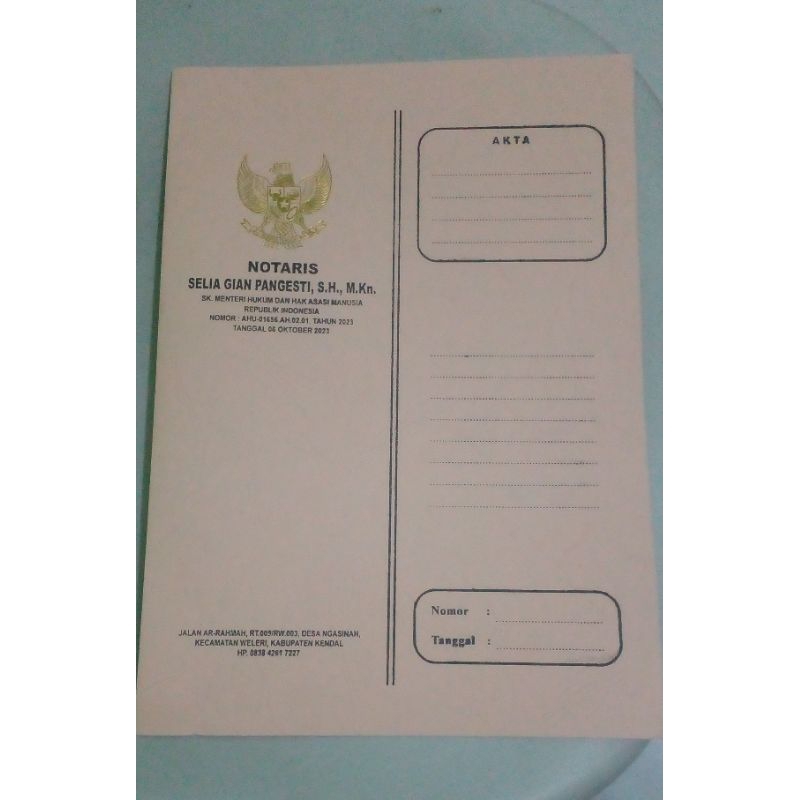 NOTARIS
SELIA GIAN PANGESTI, S.H., M.Kn.
SK. MENTERI HUKUM DAN HAK ASASI MANUSIA
REPUBLIK INDONESIA
NOMOR : AHU-01656.AH.02.01. TAHUN 2023
TANGGAL 06 OKTOBER 2023
JALAN AR-RAHMAH, RT.009/RW.003, DESA NGASINAN,
KECAMATAN WELERI, KABUPATEN KENDAL
HP. 0838 4291 7227
AKTA
Nomor :
Tanggal :